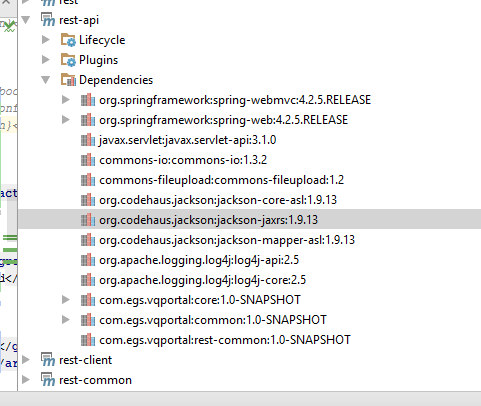 rest
rest-api
Lifecycle
Plugins
Dependencies
org.springframework:spring-webmvc:4.2.5.RELEASE
org.springframework:spring-web:4.2.5.RELEASE
javax.servlet:javax.servlet-api:3.1.0
commons-io:commons-io:1.3.2
commons-fileupload:commons-fileupload:1.2
org.codehaus.jackson:jackson-core-asl:1.9.13
org.codehaus.jackson:jackson-jaxrs:1.9.13
org.codehaus.jackson:jackson-mapper-asl:1.9.13
org.apache.logging.log4j:log4j-api:2.5
org.apache.logging.log4j:log4j-core:2.5
com.egs.vqportal:core:1.0-SNAPSHOT
com.egs.vqportal:common:1.0-SNAPSHOT
com.egs.vqportal:rest-common:1.0-SNAPSHOT
rest-client
rest-common